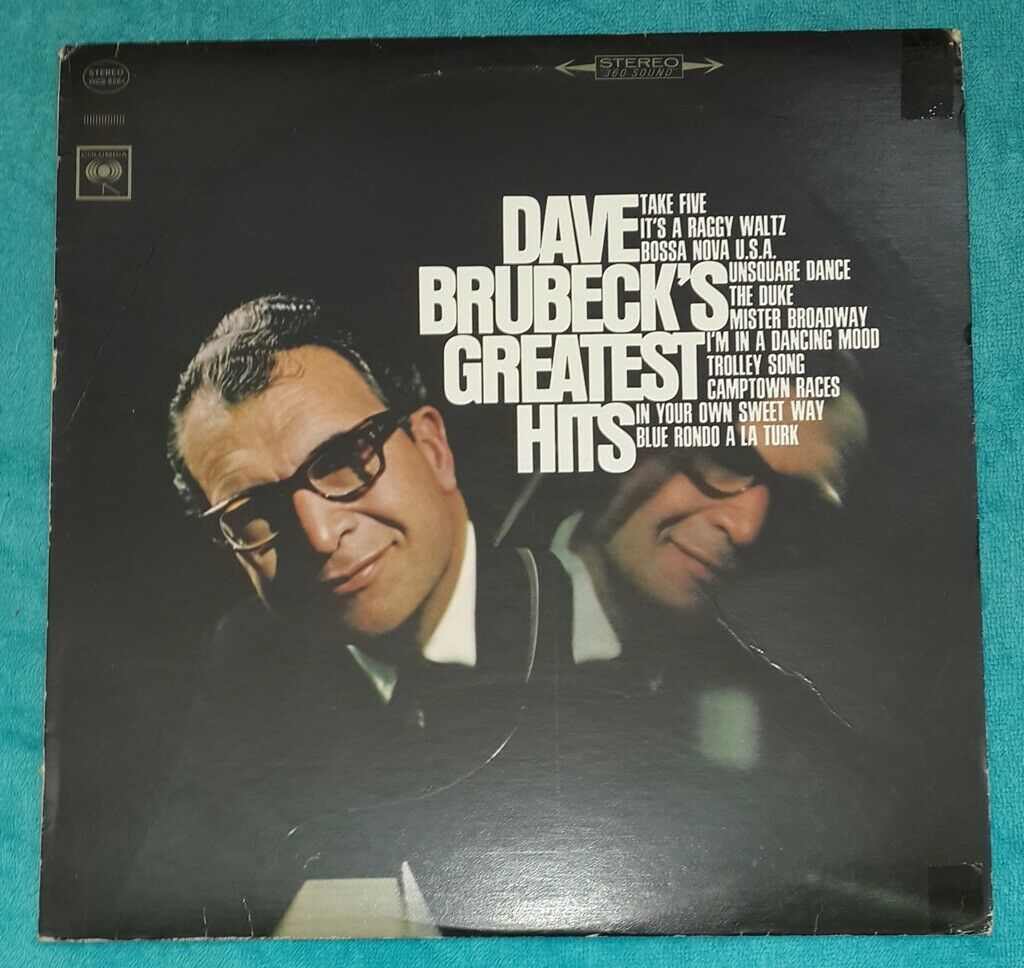 STEREO
STEREO
"360 SOUND"
COLUMBIA
DAVE
BRUBECK'S
GREATEST
HITS
TAKE FIVE
IT'S A RAGGY WALTZ
BOSSA NOVA U.S.A.
UNSQUARE DANCE
THE DUKE
MISTER BROADWAY
I'M IN A DANCING MOOD
TROLLEY SONG
CAMPTOWN RACES
IN YOUR OWN SWEET WAY
BLUE RONDO A LA TURK